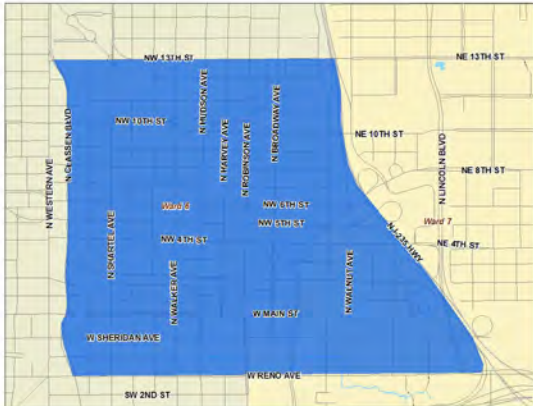 NW 13TH ST
NE 13TH ST
N HUDSON AVE
N BROADWAY AVE
N CLASSEN BLVD
NW 10TH ST
N HARVEY AVE
N ROBINSON AVE
NE 10TH ST
N LINCOLN BLVD
NE 8TH ST
N WESTERN AVE
Ward 6
NW 6TH ST
NW 5TH ST
Ward 7
N SHARTEL AVE
NW 4TH ST
N I-235 HWY
NE 4TH ST
N WALKER AVE
N WALNUT AVE
W MAIN ST
W SHERIDAN AVE
W RENO AVE
SW 2ND ST